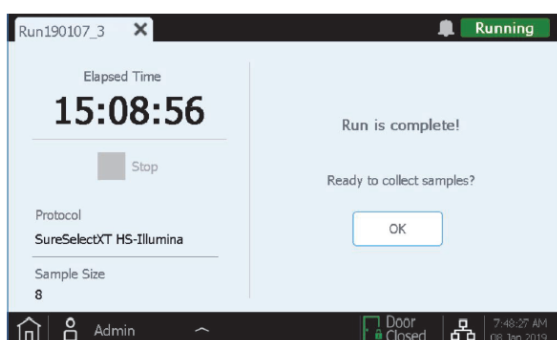 Run190107_3
Running
Elapsed Time
15:08:56
Stop
Protocol
SureSelectXT HS-Illumina
Sample Size
8
Run is complete!
Ready to collect samples?
OK
Admin
Door
Closed
7:48:27 AM
08 Jan 2019